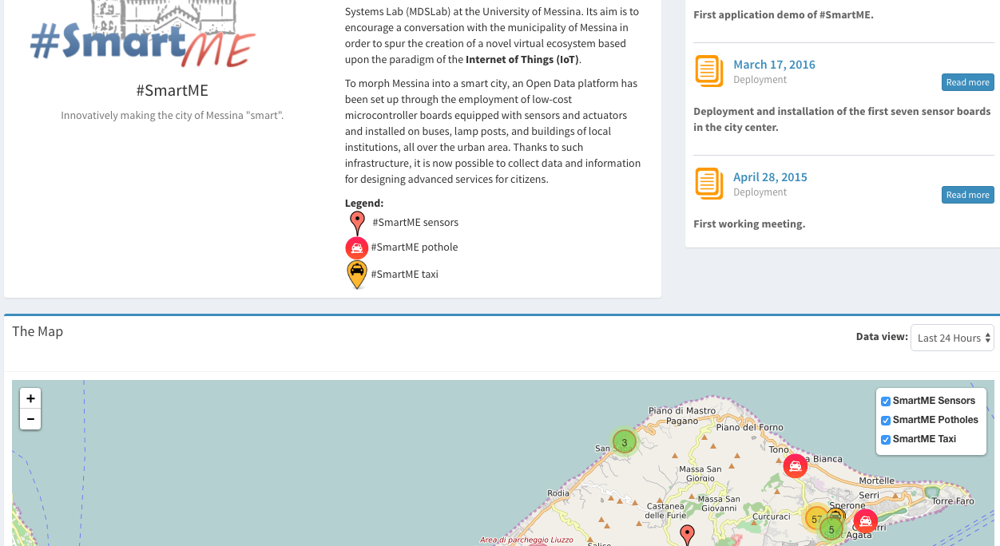 #SmartME
#SmartME
Innovatively making the city of Messina "smart".
Systems Lab (MDSLab) at the University of Messina. Its aim is to
encourage a conversation with the municipality of Messina in
order to spur the creation of a novel virtual ecosystem based
upon the paradigm of the Internet of Things (IoT).
To morph Messina into a smart city, an Open Data platform has
been set up through the employment of low-cost
microcontroller boards equipped with sensors and actuators
and installed on buses, lamp posts, and buildings of local
institutions, all over the urban area. Thanks to such
infrastructure, it is now possible to collect data and information
for designing advanced services for citizens.
Legend:
#SmartME sensors
#SmartME pothole
#SmartME taxi
First application demo of #SmartME.
March 17, 2016
Deployment
Read more
Deployment and installation of the first seven sensor boards
in the city center.
April 28, 2015
Deployment
Read more
First working meeting.
The Map
Data view: Last 24 Hours
+
−
SmartME Sensors
SmartME Potholes
SmartME Taxi
Piano di Mastro
Pagano
Piano del Forno
3
San
Tono
a Bianca
Massa San
Giorgio
Mortelle
Rodia
Serri
Torre Faro
Castanea
delle Furie
Massa San
Giovanni
Sperone
Curcuraci
57
5
Sant'Agata
Area di parcheggio Liuzzo
Salice